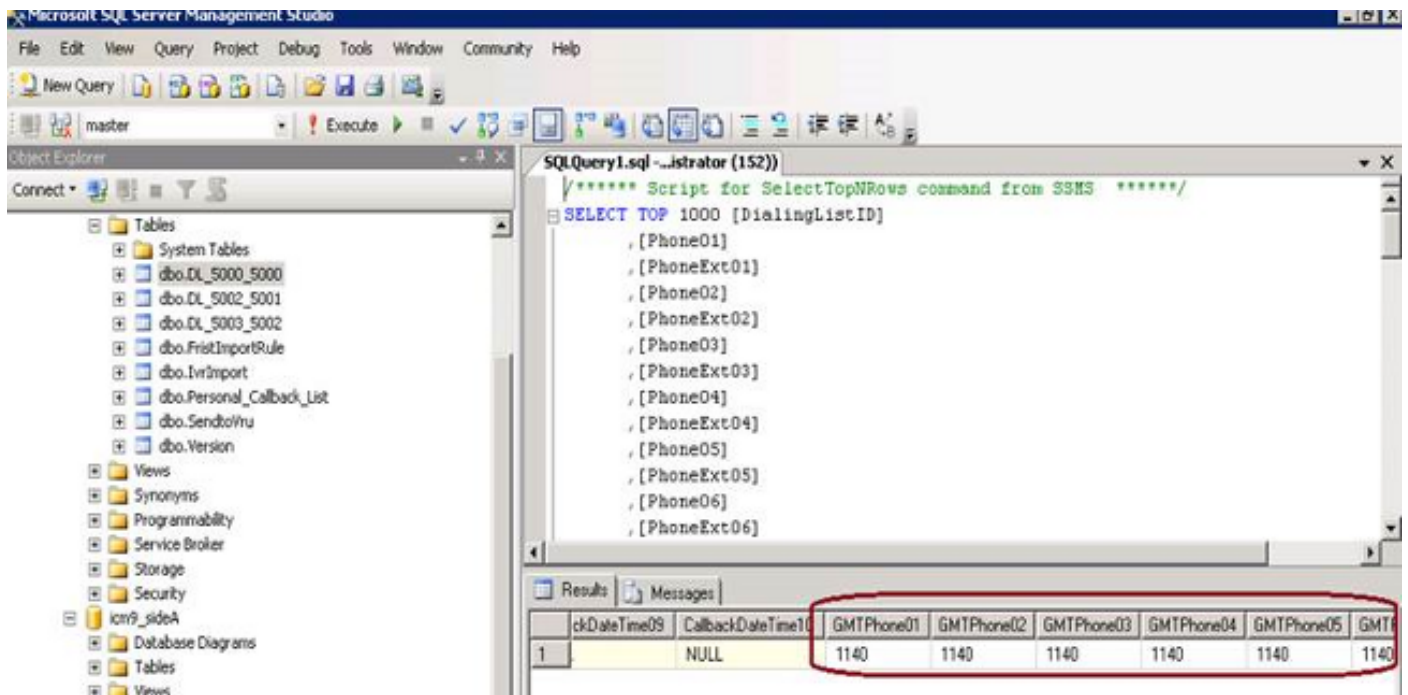 Microsoft SQL Server Management Studio
File Edit View Query Project Debug Tools Window Community Help
New Query
master Execute
Object Explorer
Connect
Tables
System Tables
dbo.DL_5000_5000
dbo.DL_5002_5001
dbo.DL_5003_5002
dbo.FristImportRule
dbo.IvrImport
dbo.Personal_Callback_List
dbo.SendtoVru
dbo.Version
Views
Synonyms
Programmability
Service Broker
Storage
Security
icm9_sideA
Database Diagrams
Tables
Views
SQLQuery1.sql -...istrator (152))
/****** Script for SelectTopNRows command from SSMS ******/
SELECT TOP 1000 [DialingListID]
,[Phone01]
,[PhoneExt01]
,[Phone02]
,[PhoneExt02]
,[Phone03]
,[PhoneExt03]
,[Phone04]
,[PhoneExt04]
,[Phone05]
,[PhoneExt05]
,[Phone06]
,[PhoneExt06]
Results Messages
ckDateTime09 CallbackDateTime10 GMTPhone01 GMTPhone02 GMTPhone03 GMTPhone04 GMTPhone05
1 NULL 1140 1140 1140 1140 1140 1140